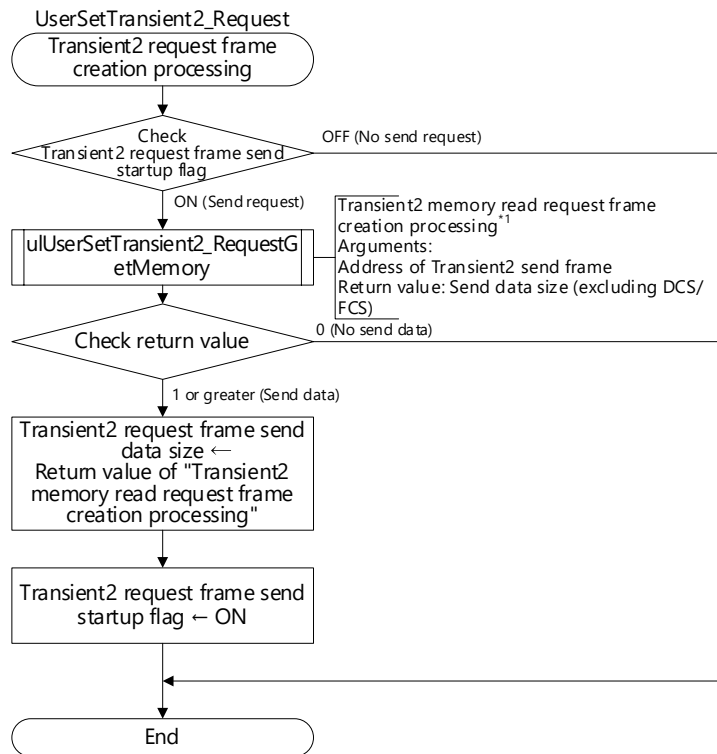 UserSetTransient2_Request
Transient2 request frame
creation processing
Check
Transient2 request frame send
startup flag
OFF (No send request)
ON (Send request)
ulUserSetTransient2_RequestG
etMemory
Transient2 memory read request frame
creation processing*1
Arguments:
Address of Transient2 send frame
Return value: Send data size (excluding DCS/
FCS)
Check return value
0 (No send data)
1 or greater (Send data)
Transient2 request frame send
data size ←
Return value of "Transient2
memory read request frame
creation processing"
Transient2 request frame send
startup flag ← ON
End